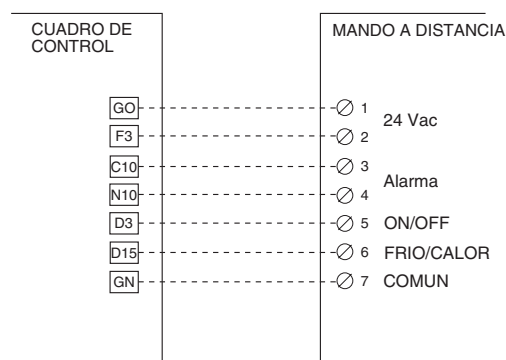 CUADRO DE
CONTROL
MANDO A DISTANCIA
GO 1
24 Vac
F3 2
C10 3
Alarma
N10 4
D3 5 ON/OFF
D15 6 FRIO/CALOR
GN 7 COMUN